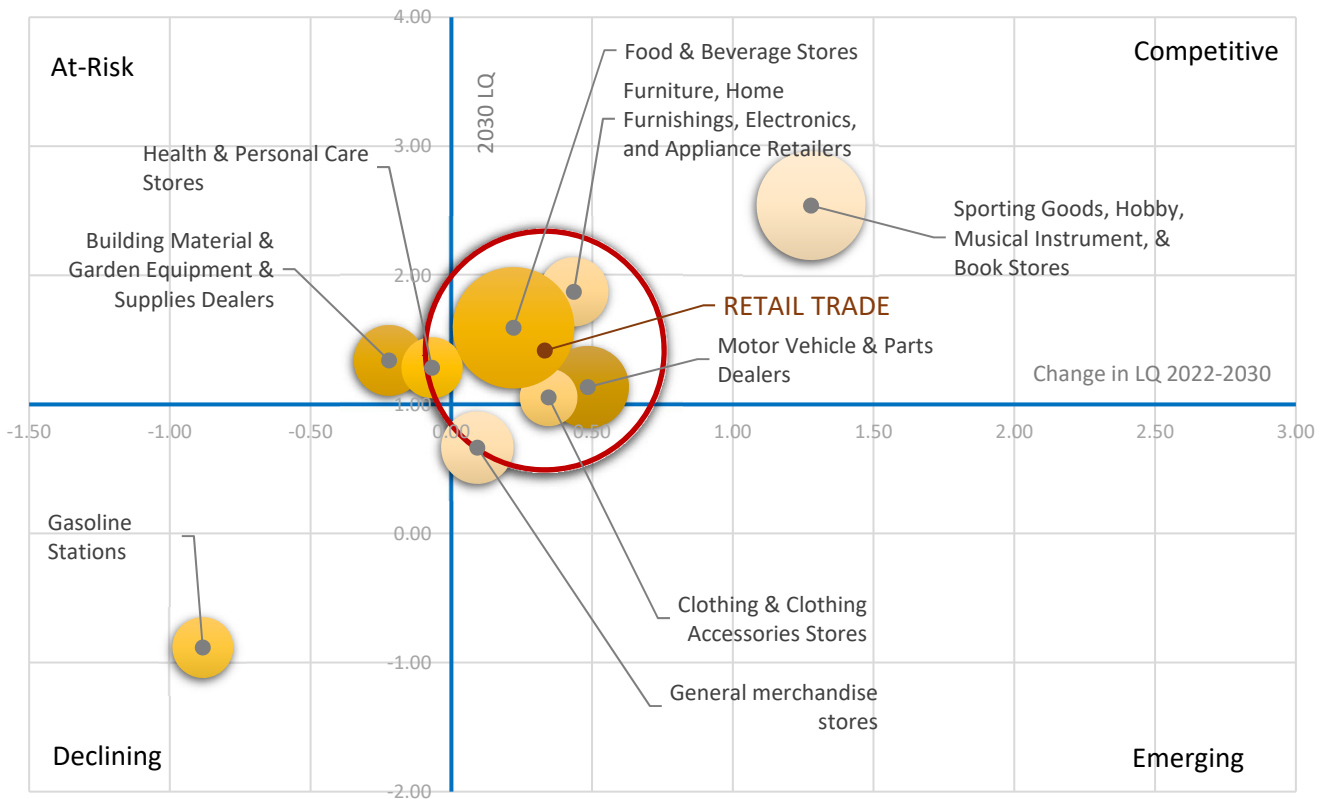 4.00
At-Risk
Competitive
Food & Beverage Stores
2030 LQ
Furniture, Home
Furnishings, Electronics,
and Appliance Retailers
3.00
Health & Personal Care
Stores
Sporting Goods, Hobby,
Musical Instrument, &
Book Stores
Building Material &
Garden Equipment &
Supplies Dealers
2.00
RETAIL TRADE
Motor Vehicle & Parts
Dealers
Change in LQ 2022-2030
1.00
-1.50
-1.00
-0.50
0.00
0.50
1.00
1.50
2.00
2.50
3.00
Gasoline
Stations
0.00
Clothing & Clothing
Accessories Stores
-1.00
General merchandise
stores
Declining
Emerging
-2.00